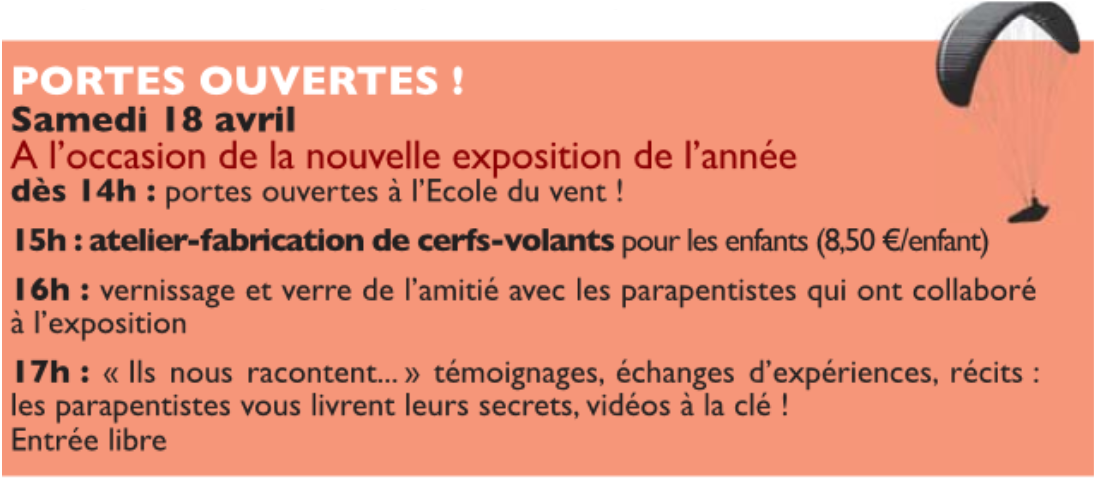 PORTES OUVERTES !
Samedi 18 avril
A l'occasion de la nouvelle exposition de l'année
dès 14h : portes ouvertes à l'Ecole du vent !
15h : atelier-fabrication de cerfs-volants pour les enfants (8,50 €/enfant)
16h : vernissage et verre de l'amitié avec les parapentistes qui ont collaboré
à l'exposition
17h : « Ils nous racontent... » témoignages, échanges d'expériences, récits :
les parapentistes vous livrent leurs secrets, vidéos à la clé !
Entrée libre